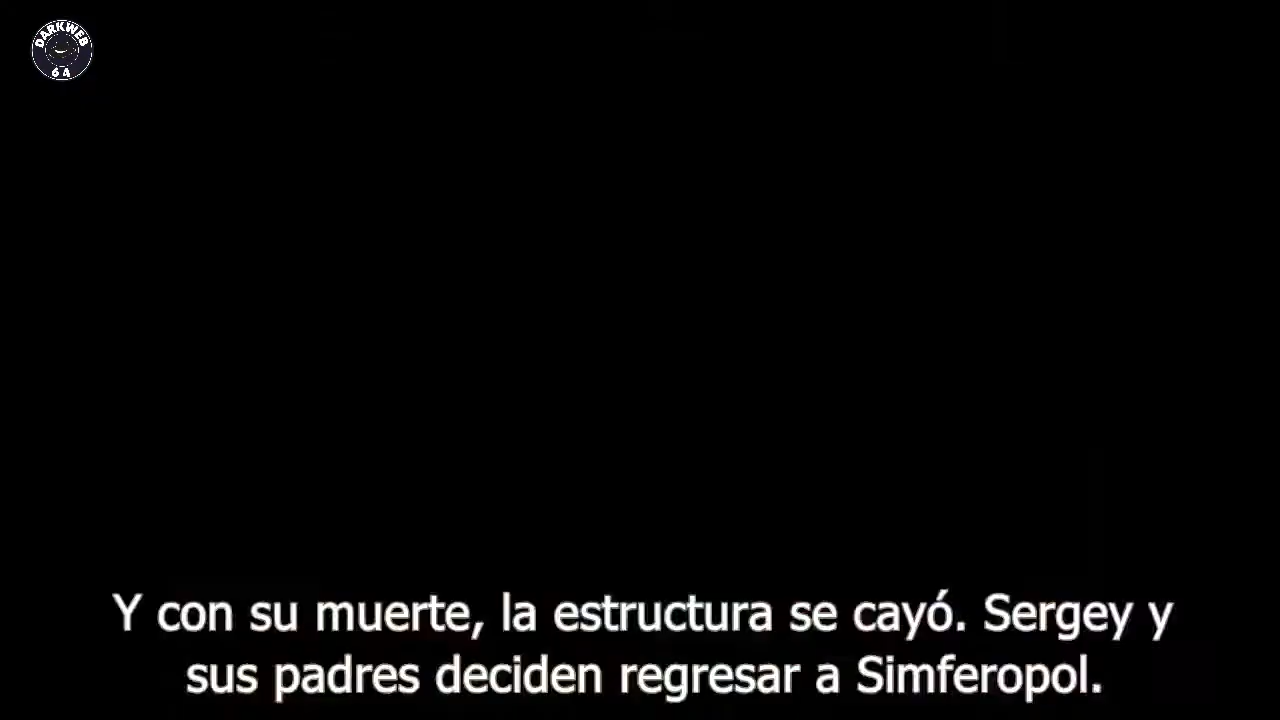 DARKWEB
64
Y con su muerte, la estructura se cayó. Sergey y
sus padres deciden regresar a Simferopol.